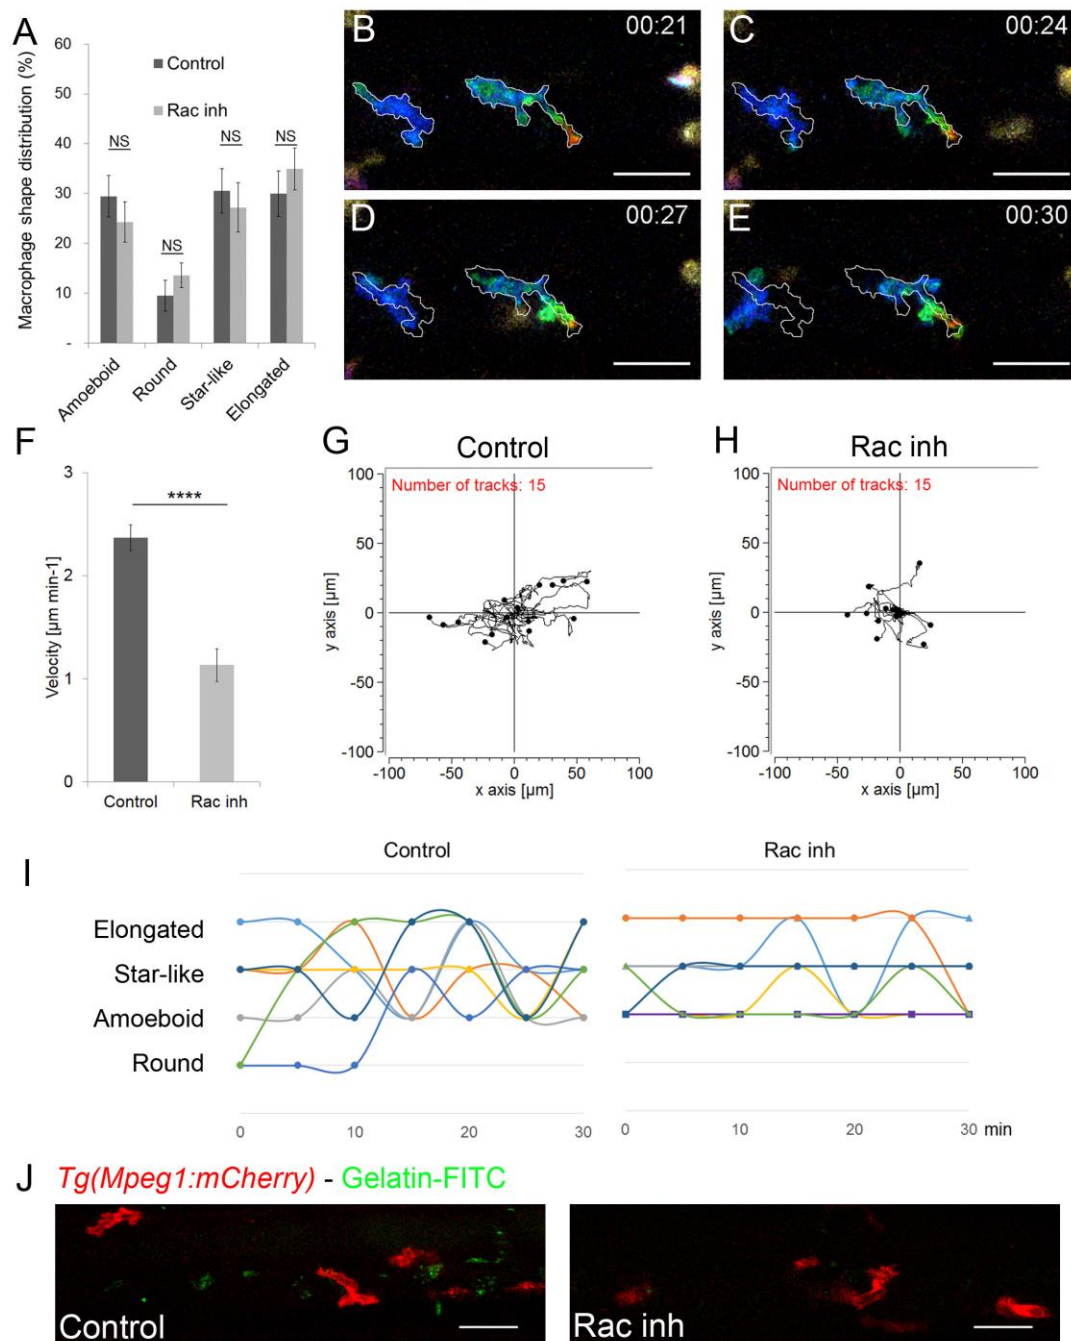 A
Macrophage shape distribution (%)
60
50
40
30
20
10
-
Control
Rac inh
NS
NS
NS
NS
Amoeboid
Round
Star-like
Elongated
B
00:21
C
00:24
D
00:27
E
00:30
F
Velocity [µm min-1]
3
2
1
0
****
Control
Rac inh
G
Control
Number of tracks: 15
y axis [µm]
100
50
0
-50
-100
-100
-50
0
50
100
x axis [µm]
H
Rac inh
Number of tracks: 15
y axis [µm]
100
50
0
-50
-100
-100
-50
0
50
100
x axis [µm]
I
Control
Rac inh
Elongated
Star-like
Amoeboid
Round
0
10
20
30
0
10
20
30
min
J
Tg(Mpeg1:mCherry) - Gelatin-FITC
Control
Rac inh